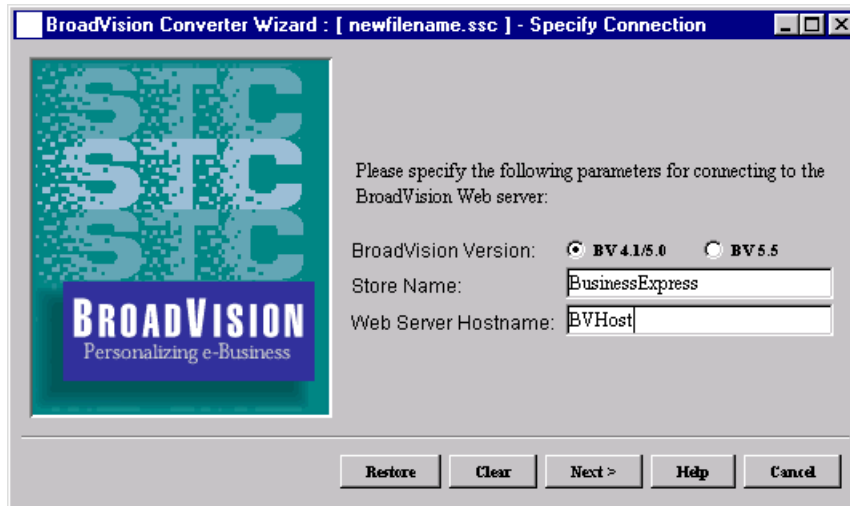 BroadVision Converter Wizard : [ newfilename.ssc ] - Specify Connection
STC
STC
STC
BROADVISION
Personalizing e-Business
Please specify the following parameters for connecting to the
BroadVision Web server:
BroadVision Version: BV 4.1/5.0 BV 5.5
Store Name: BusinessExpress
Web Server Hostname: BVHost
Restore Clear Next > Help Cancel